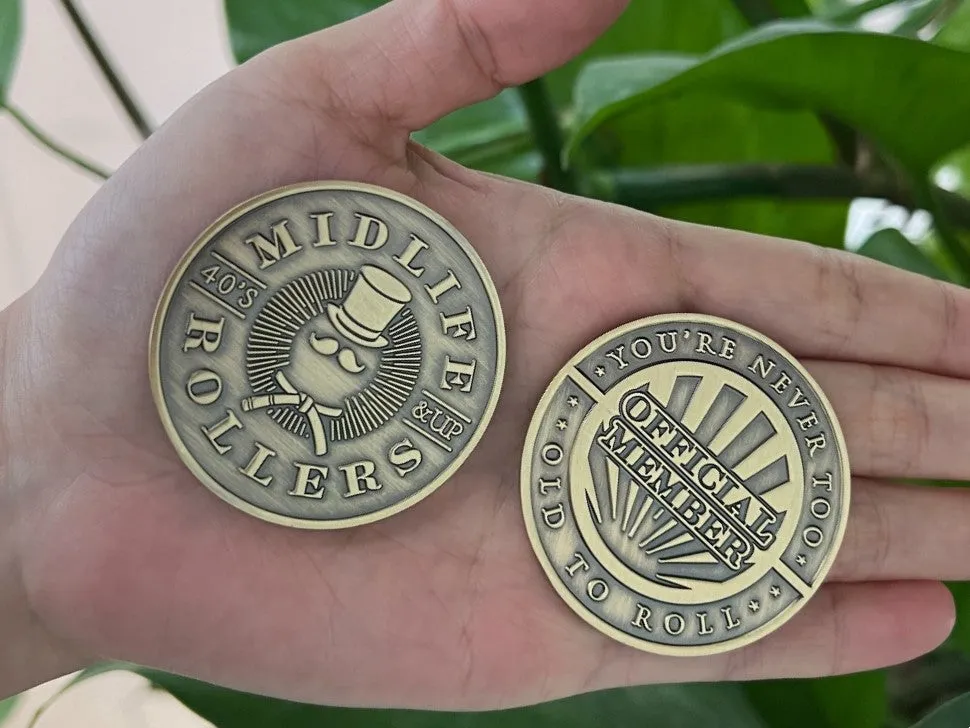 MIDLIFE
ROLLERS
40'S
&UP
YOU'RE NEVER TOO
OLD TO ROLL
OFFICIAL
MEMBER